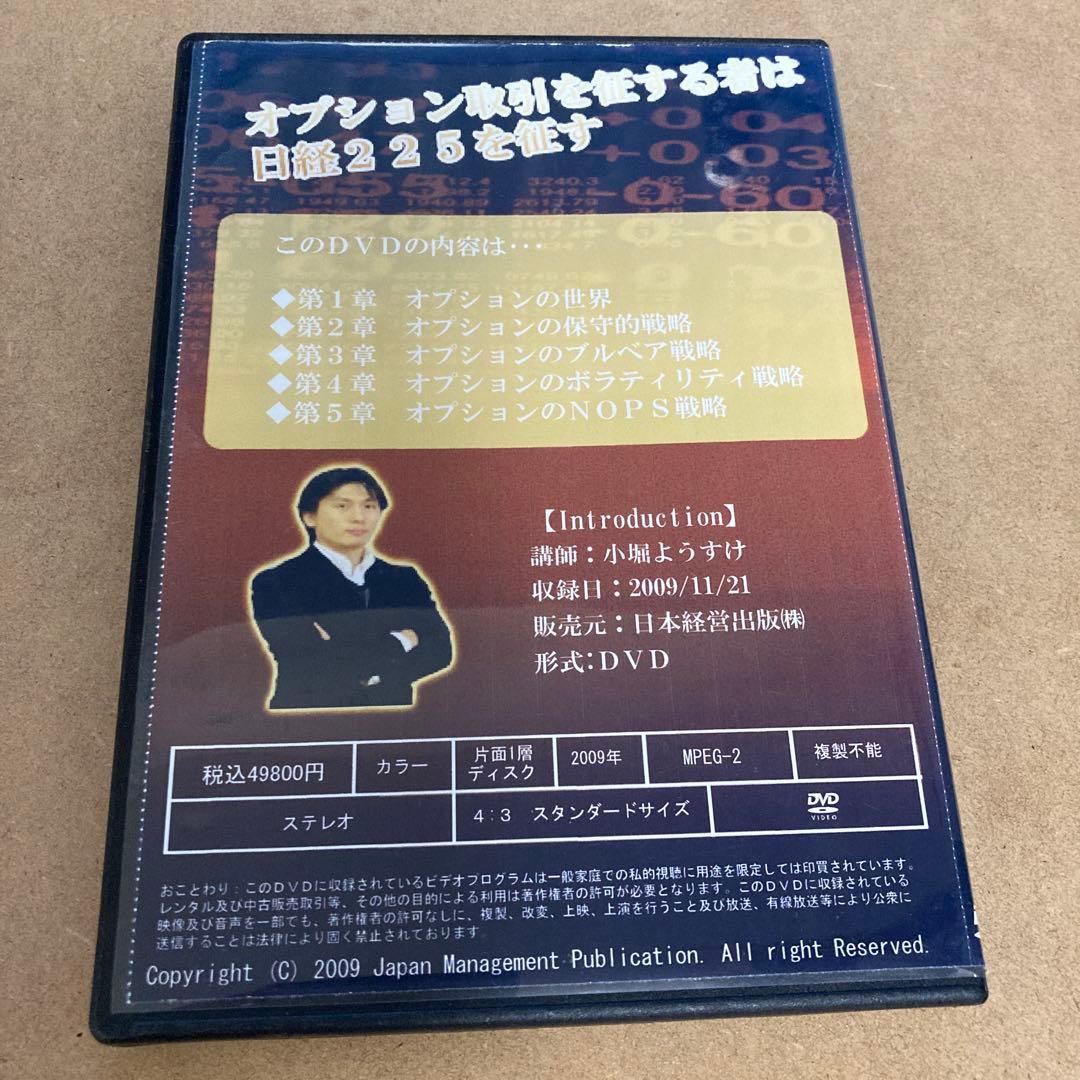 オプション取引を征する者は
日経２２５を征す
このＤＶＤの内容は･･･
◆第１章　オプションの世界
◆第２章　オプションの保守的戦略
◆第３章　オプションのブルベア戦略
◆第４章　オプションのボラティリティ戦略
◆第５章　オプションのＮＯＰＳ戦略
【Introduction】
講師：小堀ようすけ
収録日：2009/11/21
販売元：日本経営出版㈱
形式：ＤＶＤ
税込49800円　カラー　片面1層ディスク　2009年　MPEG-2　複製不能
ステレオ　4：3　スタンダードサイズ　DVD VIDEO
おことわり：このＤＶＤに収録されているビデオプログラムは一般家庭での私的視聴に用途を限定しては印買されています。
レンタル及び中古販売取引等、その他の目的による利用は著作権者の許可が必要となります。このＤＶＤに収録されている
映像及び音声を一部でも、著作権者の許可なしに、複製、改変、上映、上演を行うこと及び放送、有線放送等により公衆に
送信することは法律により固く禁止されております。
Copyright (C) 2009 Japan Management Publication. All right Reserved.